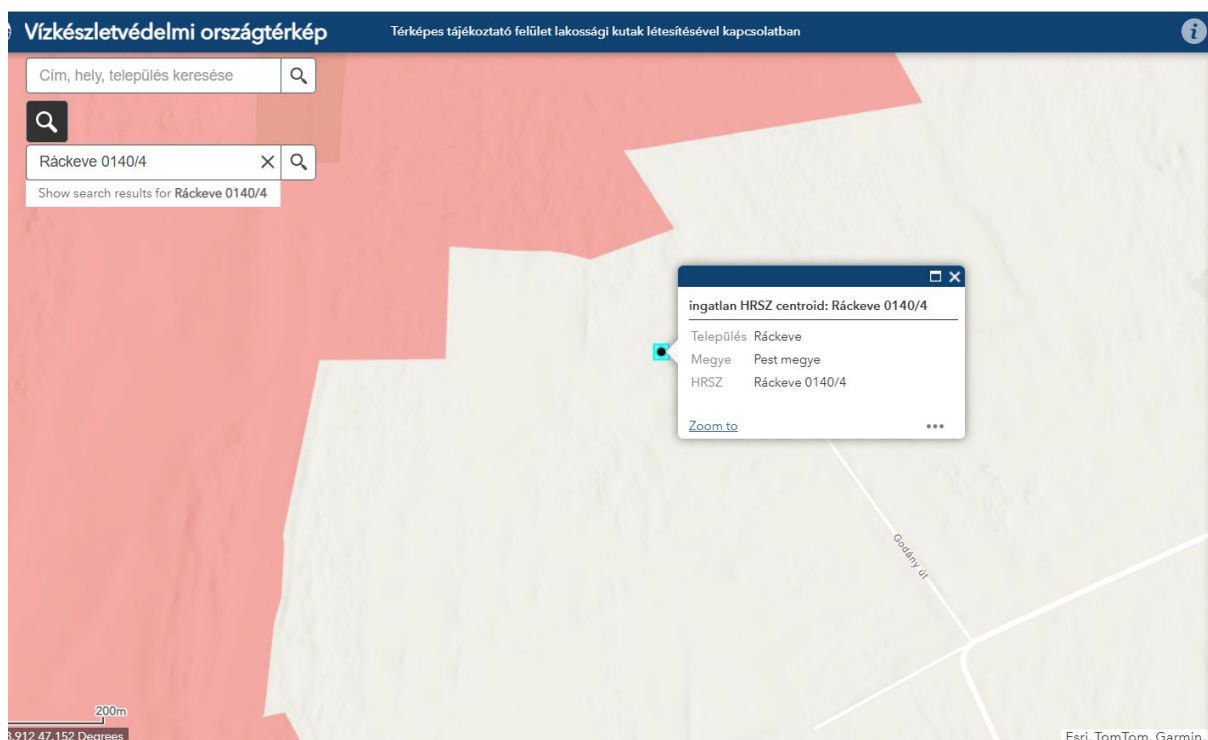 Vízkészletvédelmi országtérkép
Térképes tájékoztató felület lakossági kutak létesítésével kapcsolatban
Cím, hely, település keresése
Ráckeve 0140/4
Show search results for Ráckeve 0140/4
ingatlan HRSZ centroid: Ráckeve 0140/4
Település Ráckeve
Megye Pest megye
HRSZ Ráckeve 0140/4
Zoom to
Godány út
200m
8.912 47.152 Degrees
Esri, TomTom, Garmin,